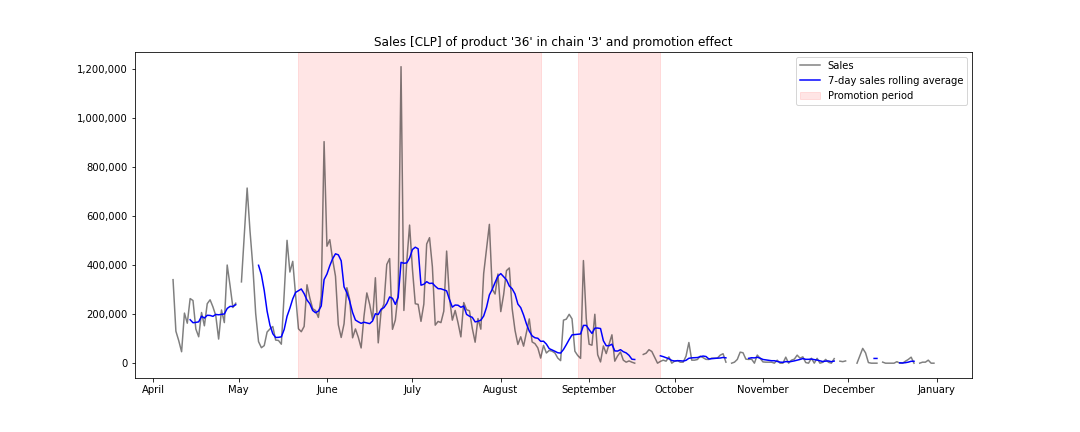 Sales [CLP] of product '36' in chain '3' and promotion effect
Sales
7-day sales rolling average
Promotion period
1,200,000
1,000,000
800,000
600,000
400,000
200,000
0
April May June July August September October November December January